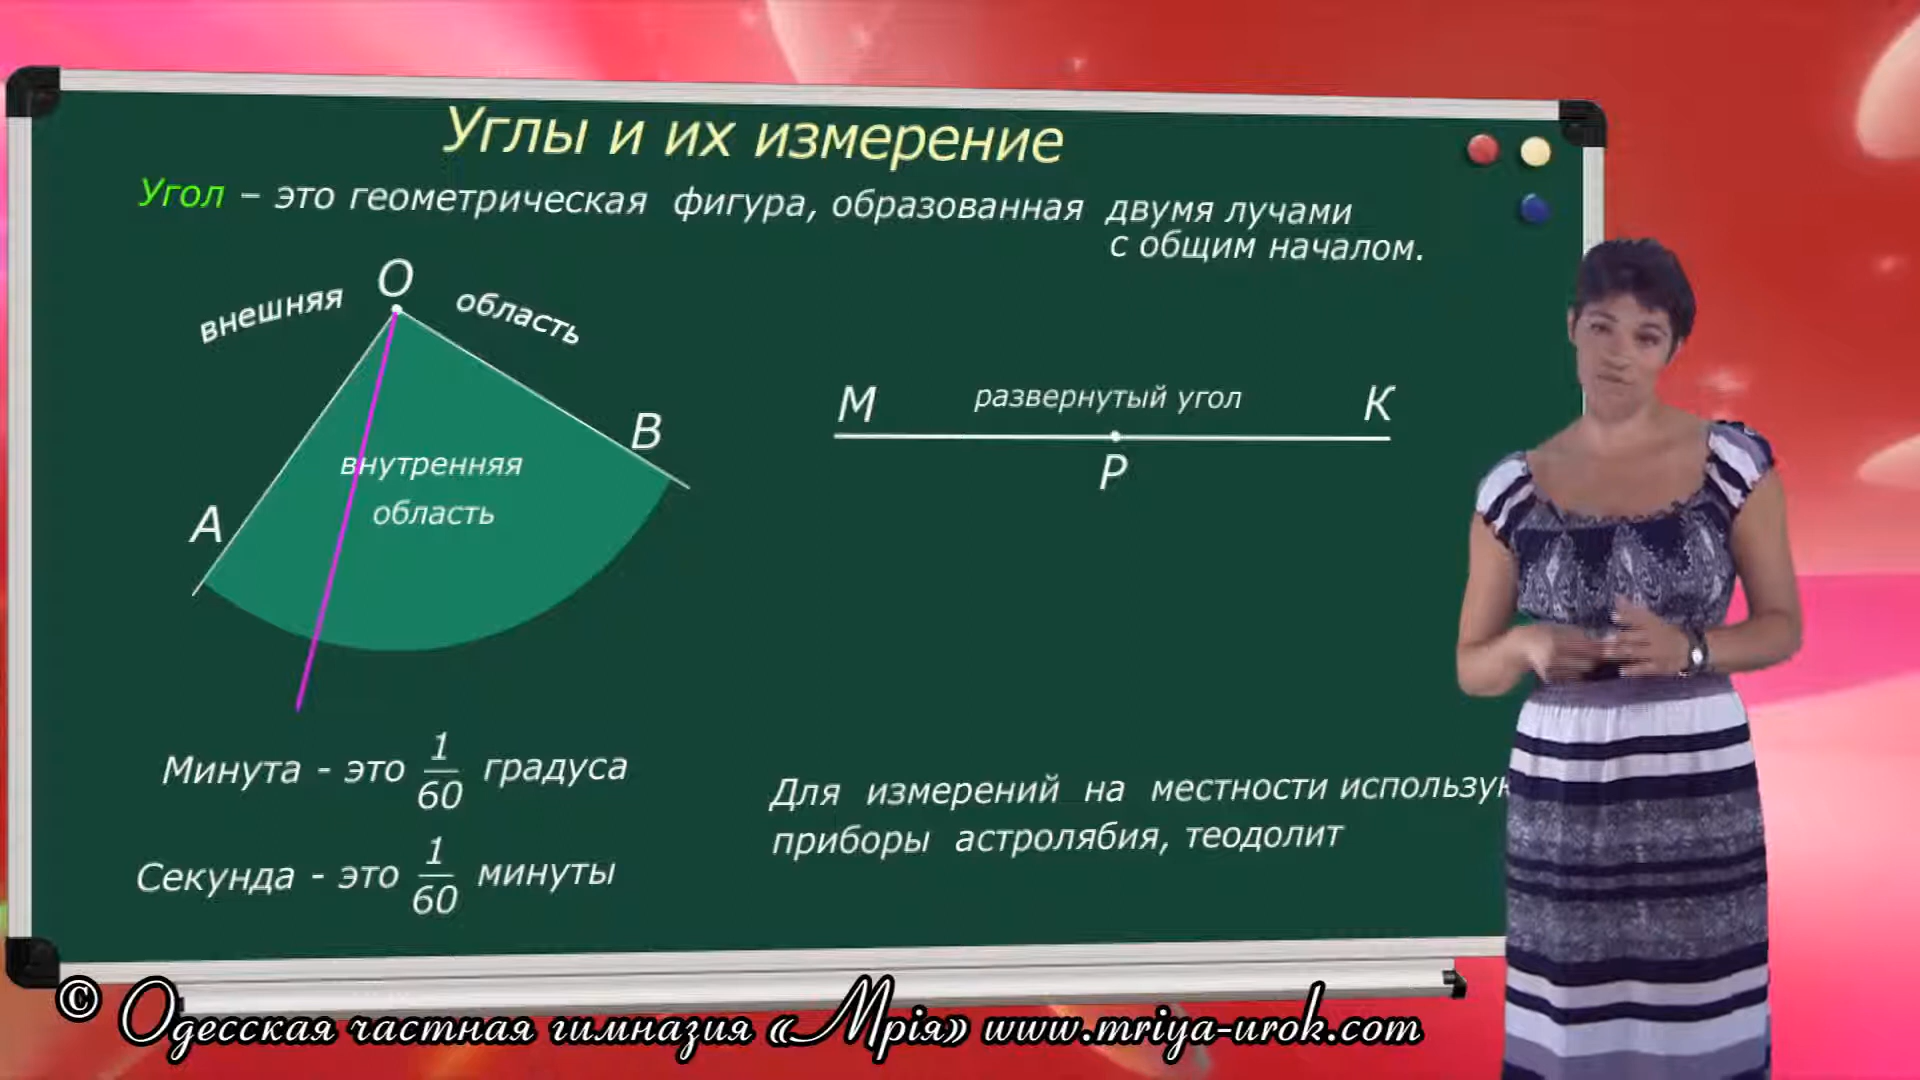 Углы и их измерение
Угол – это геометрическая фигура, образованная двумя лучами
с общим началом.
внешняя O область
A
B
внутренняя
область
M развернутый угол K
P
Минута - это 1/60 градуса
Секунда - это 1/60 минуты
Для измерений на местности
приборы астролябия, теодолит
© Одесская частная гимназия «Мрія» www.mriya-urok.com